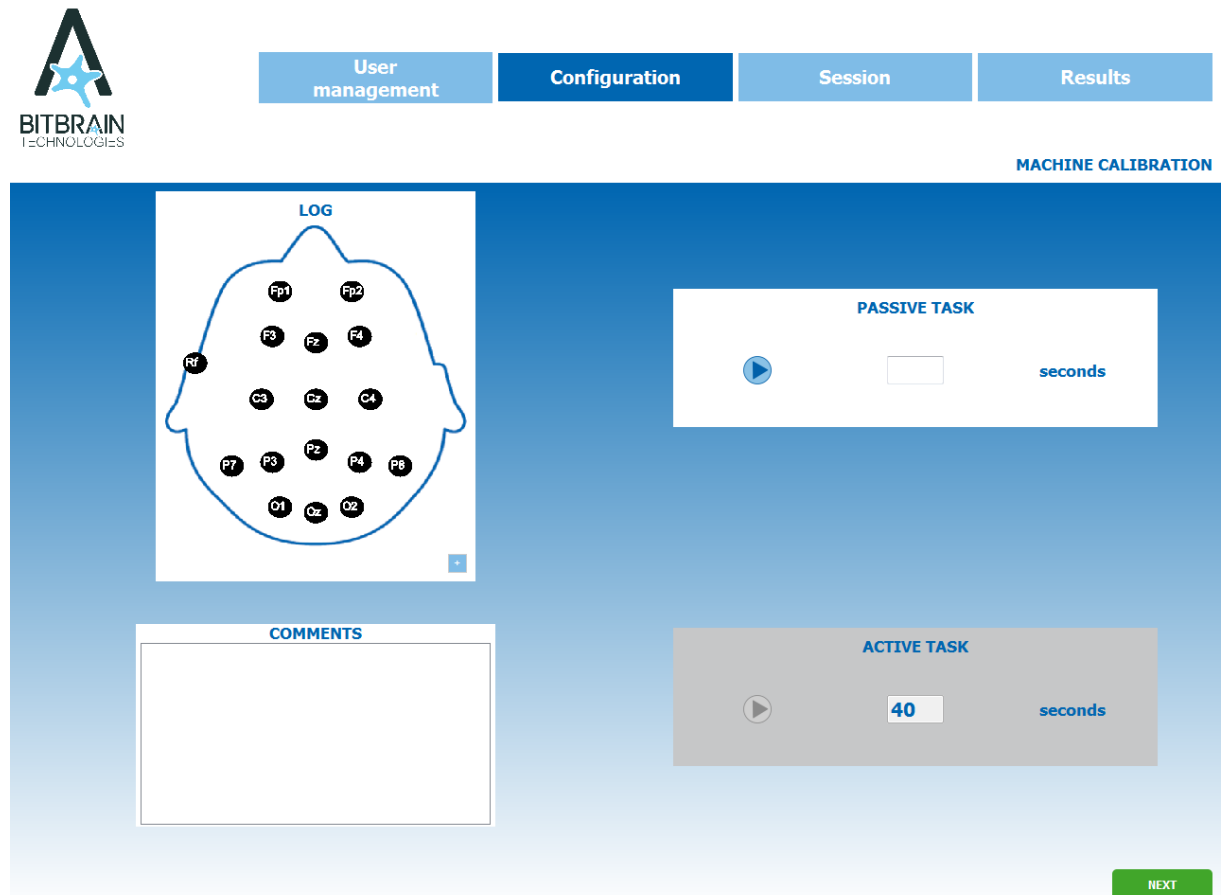 BITBRAIN
TECHNOLOGIES
User
management
Configuration
Session
Results
MACHINE CALIBRATION
LOG
Fp1 Fp2
F3 Fz F4
Rf
C3 Cz C4
Pz
P7 P3 P4 P8
O1 Oz O2
+
PASSIVE TASK
seconds
COMMENTS
ACTIVE TASK
40 seconds
NEXT